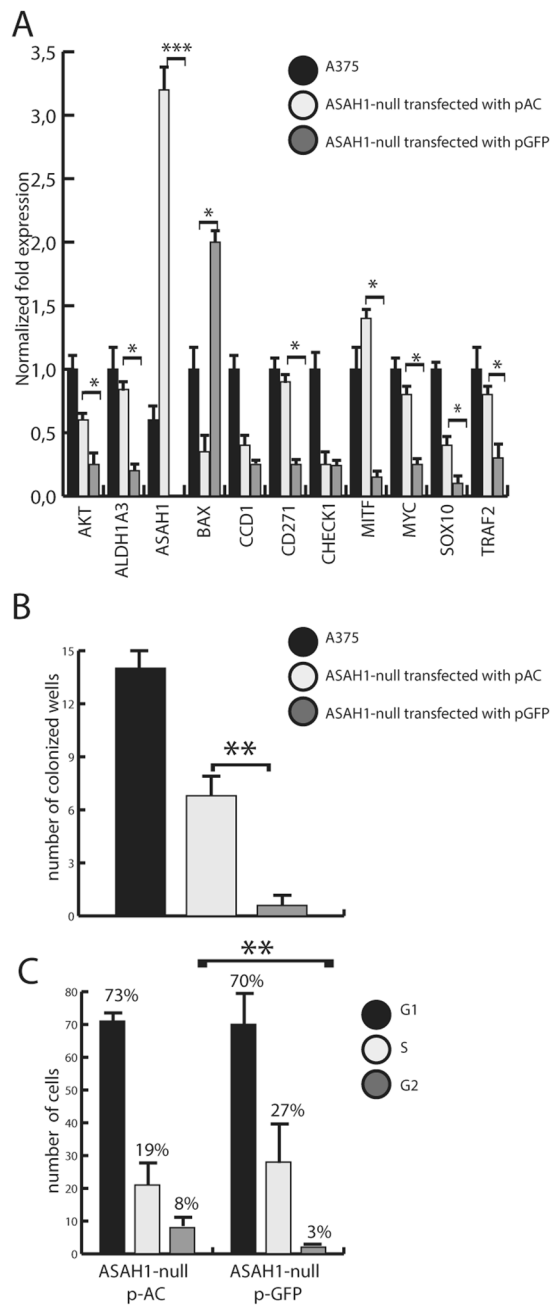 A
***
3,5
A375
3,0
ASAH1-null transfected with pAC
ASAH1-null transfected with pGFP
2,5
*
2,0
Normalized fold expression
*
1,5
* * * * * *
1,0
0,5
0,0
AKT
ALDH1A3
ASAH1
BAX
CCD1
CD271
CHECK1
MITF
MYC
SOX10
TRAF2
B
15
A375
ASAH1-null transfected with pAC
12
ASAH1-null transfected with pGFP
number of colonized wells
9
**
6
3
0
C
**
80
73% 70%
G1
70
S
60
G2
50
number of cells
40
27%
30
19%
20
8%
10
3%
0
ASAH1-null ASAH1-null
p-AC p-GFP